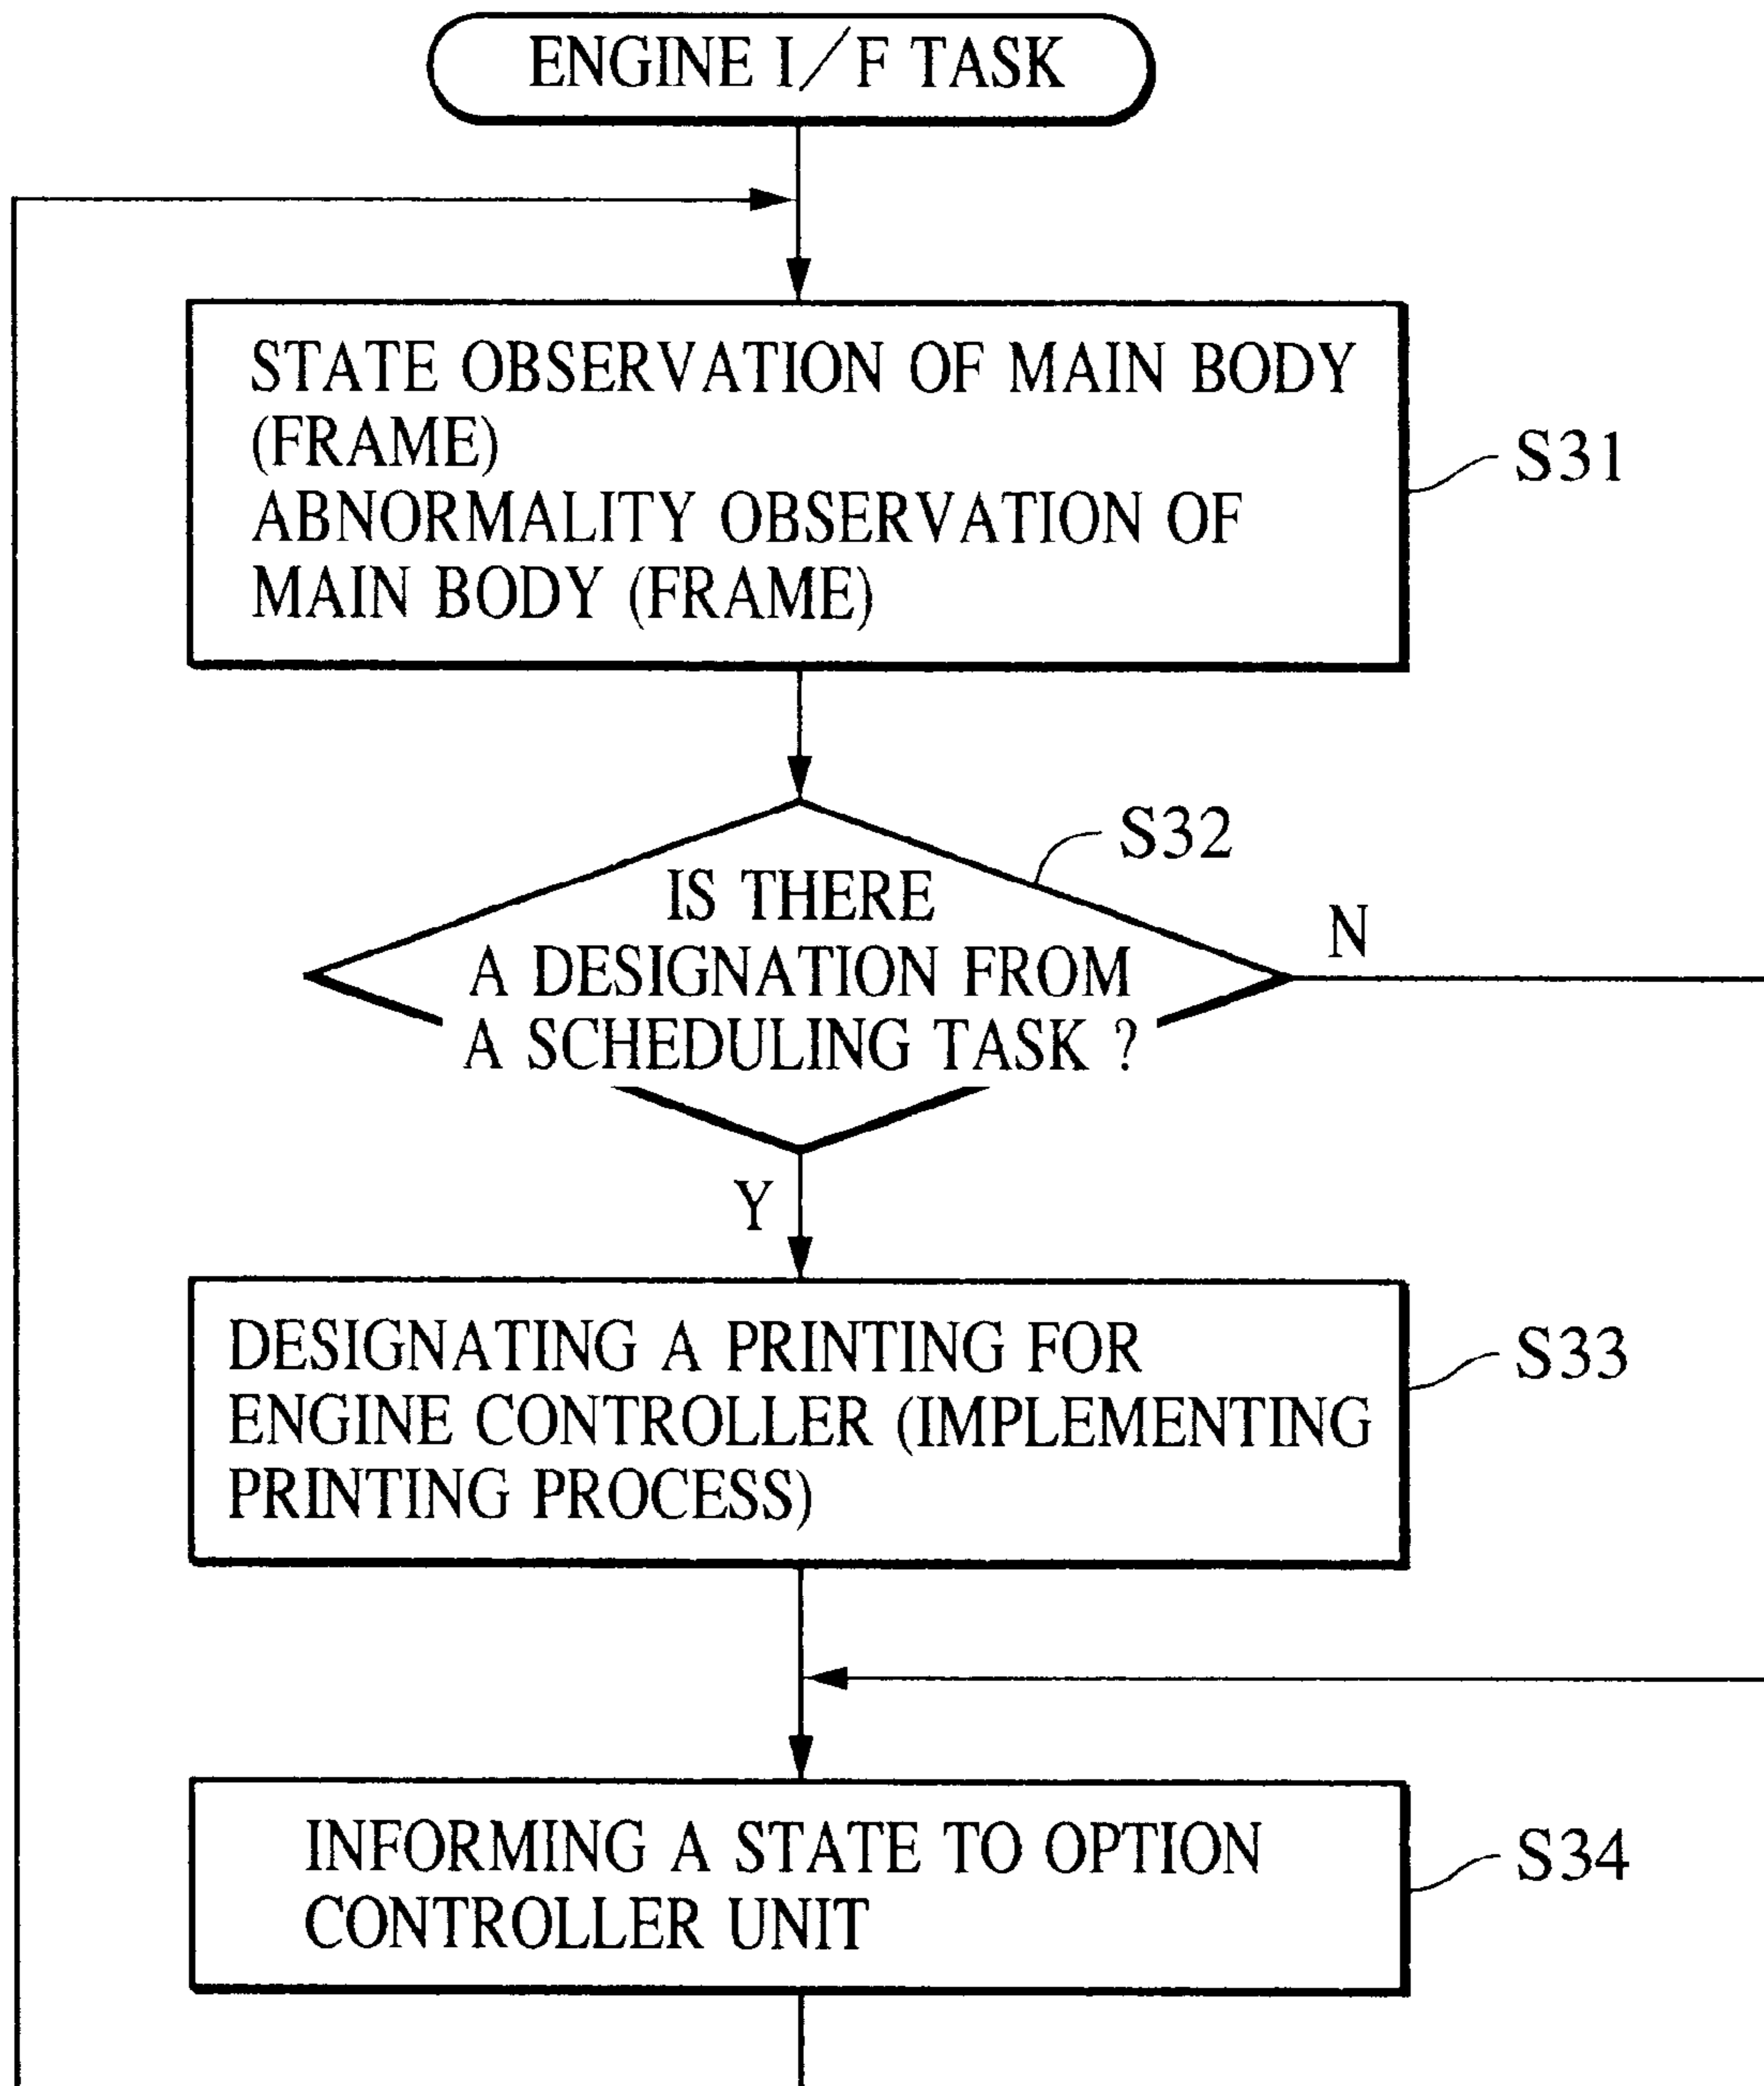 ENGINE I/F TASK
STATE OBSERVATION OF MAIN BODY
(FRAME)
ABNORMALITY OBSERVATION OF
MAIN BODY (FRAME)
S31
S32
IS THERE
A DESIGNATION FROM
A SCHEDULING TASK ?
N
Y
DESIGNATING A PRINTING FOR
ENGINE CONTROLLER (IMPLEMENTING
PRINTING PROCESS)
S33
INFORMING A STATE TO OPTION
CONTROLLER UNIT
S34